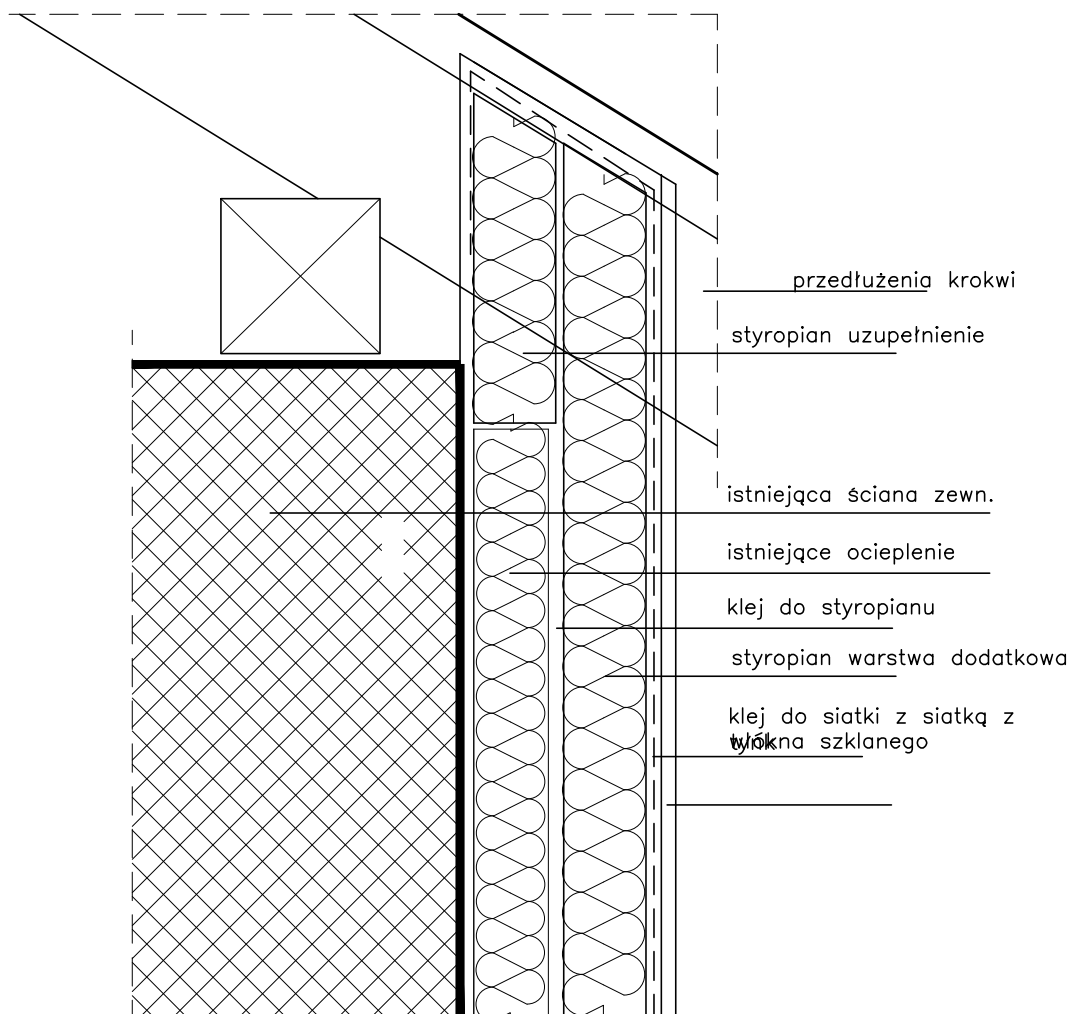 przedłużenia krokwi
styropian uzupełnienie
istniejąca ściana zewn.
istniejące ocieplenie
klej do styropianu
styropian warstwa dodatkowa
klej do siatki z siatką z
włókna szklanego
tynk